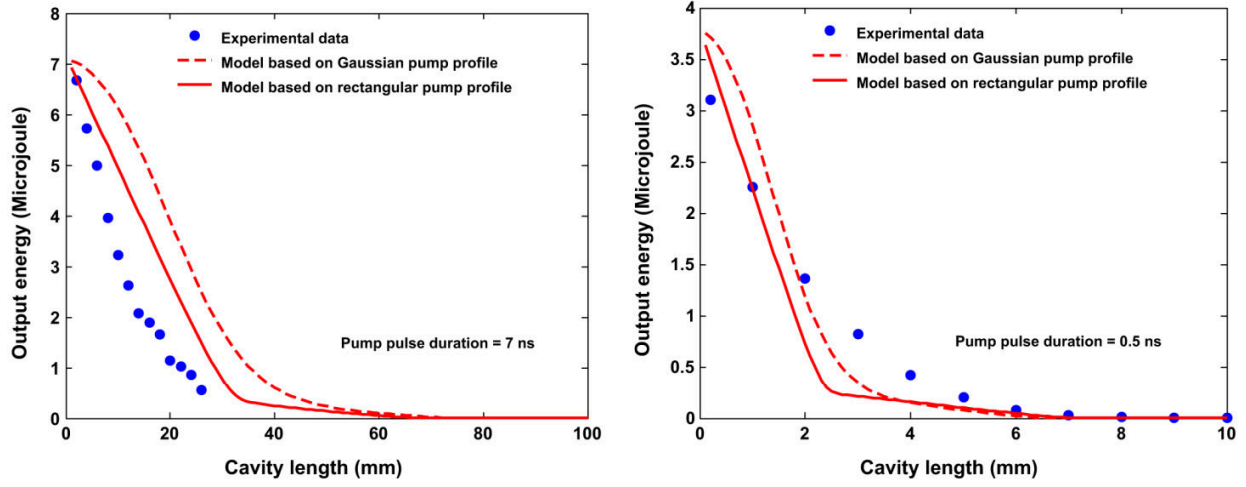 8
7
6
5
4
3
2
1
0
Output energy (Microjoule)
Experimental data
Model based on Gaussian pump profile
Model based on rectangular pump profile
Pump pulse duration = 7 ns
0 20 40 60 80 100
Cavity length (mm)
4
3.5
3
2.5
2
1.5
1
0.5
0
Output energy (Microjoule)
Experimental data
Model based on Gaussian pump profile
Model based on rectangular pump profile
Pump pulse duration = 0.5 ns
0 2 4 6 8 10
Cavity length (mm)